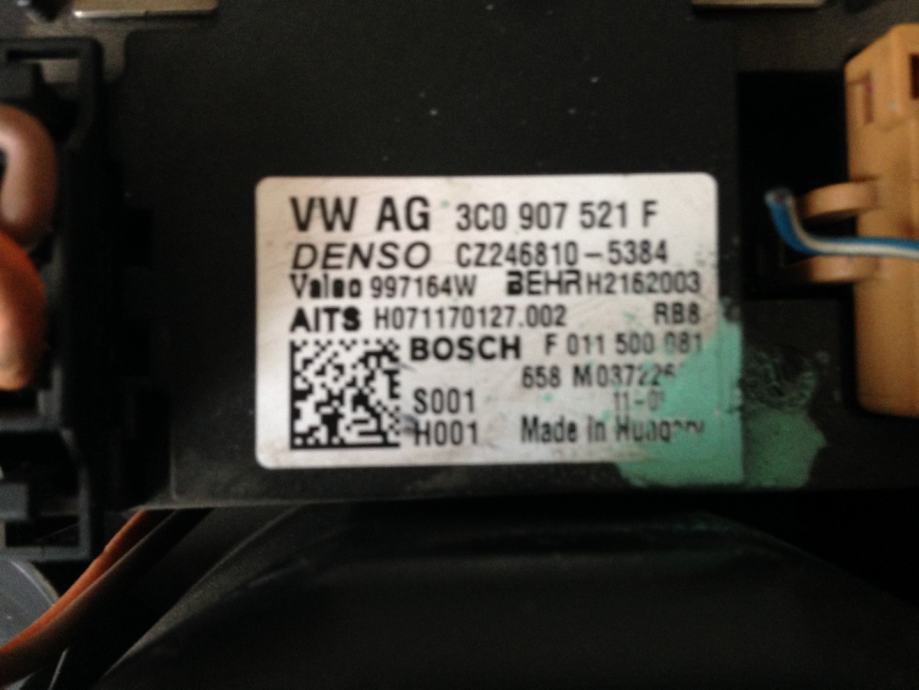 VW AG 3C0 907 521 F
DENSO CZ246810-5384
Valeo 997164W BEHR H2162003
AITS H071170127.002 RB8
BOSCH F 011 500 081
658
S001
H001 Made in Hungary